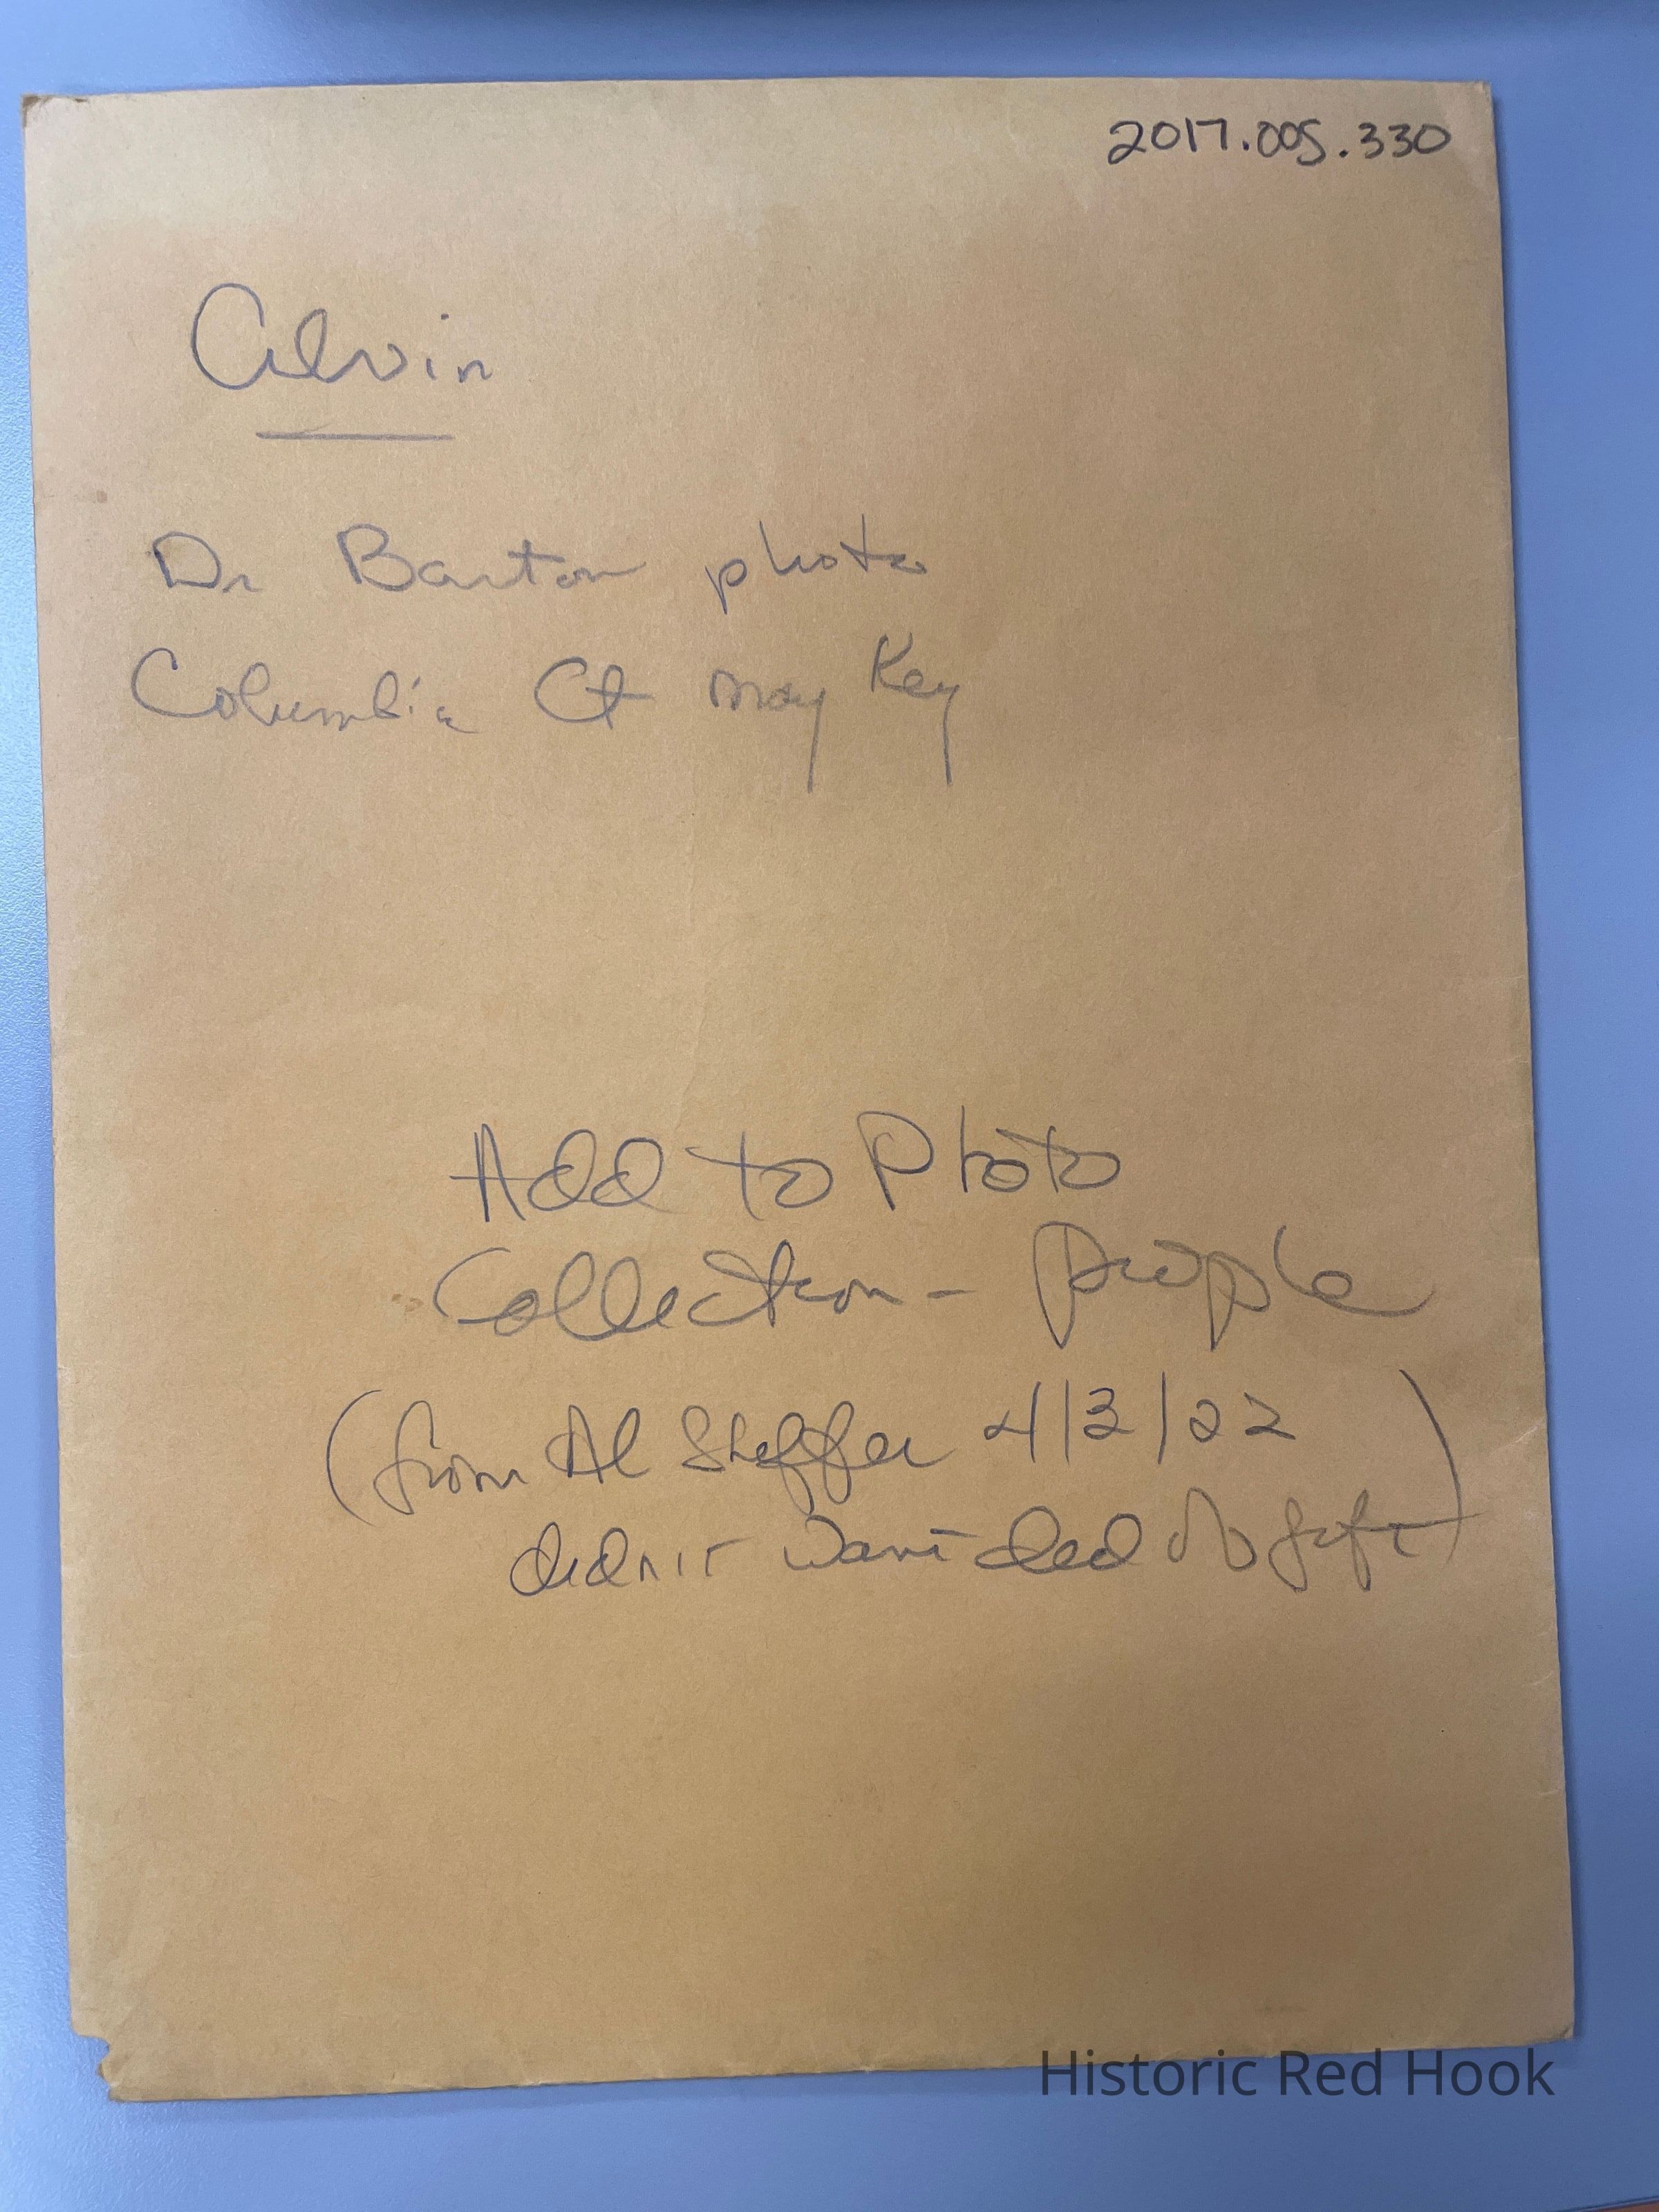 2017.005.330
Alvin
Dr Barton photo
Columbia Ct May Key
Add to Photo
Collection - People
(from Al Sheffer 4/3/22
didn't want deed of gift)
Historic Red Hook